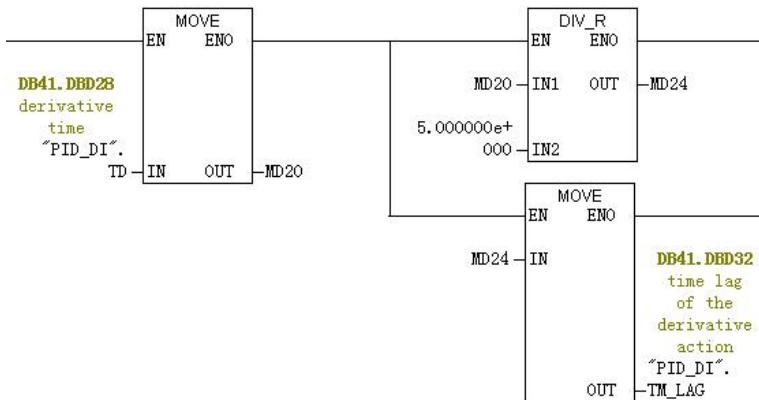 MOVE
EN ENO
DB41.DBD28
derivative
time
"PID_DI".
TD IN OUT MD20
DIV_R
EN ENO
MD20 IN1 OUT MD24
5.000000e+
000 IN2
MOVE
EN ENO
MD24 IN
DB41.DBD32
time lag
of the
derivative
action
"PID_DI".
OUT TM_LAG